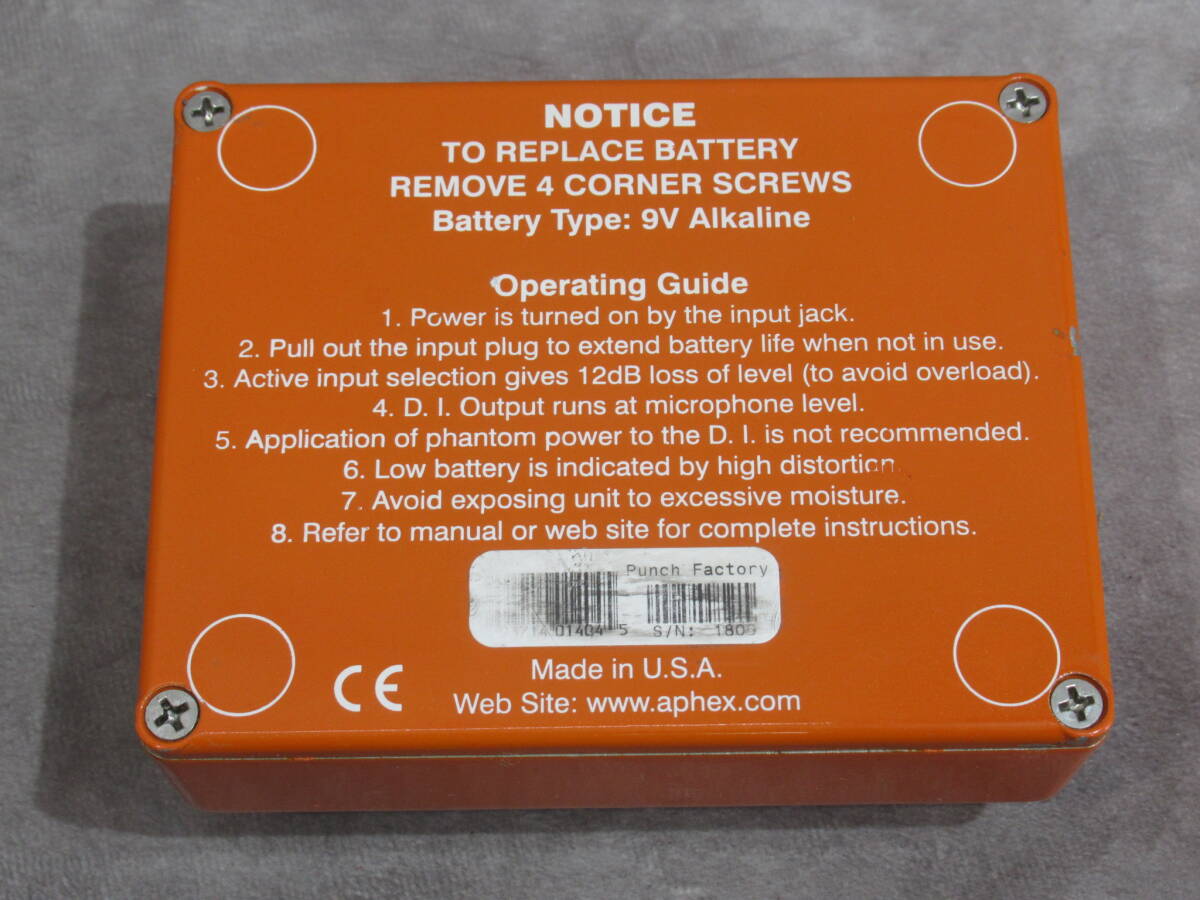 NOTICE
TO REPLACE BATTERY
REMOVE 4 CORNER SCREWS
Battery Type: 9V Alkaline
Operating Guide
1. Power is turned on by the input jack.
2. Pull out the input plug to extend battery life when not in use.
3. Active input selection gives 12dB loss of level (to avoid overload).
4. D. I. Output runs at microphone level.
5. Application of phantom power to the D. I. is not recommended.
6. Low battery is indicated by high distortion
7. Avoid exposing unit to excessive moisture.
8. Refer to manual or web site for complete instructions.
Punch Factory
01404 5 S/N:
CE
Made in U.S.A.
Web Site: www.aphex.com